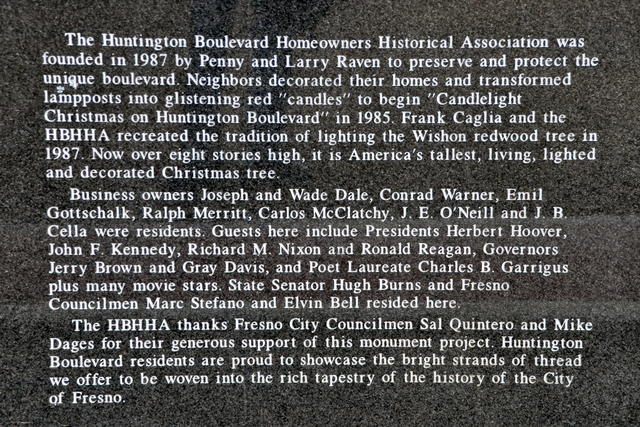 The Huntington Boulevard Homeowners Historical Association was
founded in 1987 by Penny and Larry Raven to preserve and protect the
unique boulevard. Neighbors decorated their homes and transformed
lampposts into glistening red "candles" to begin "Candlelight
Christmas on Huntington Boulevard" in 1985. Frank Caglia and the
HBHHA recreated the tradition of lighting the Wishon redwood tree in
1987. Now over eight stories high, it is America's tallest, living, lighted
and decorated Christmas tree.
Business owners Joseph and Wade Dale, Conrad Warner, Emil
Gottschalk, Ralph Merritt, Carlos McClatchy, J. E. O'Neill and J. B.
Cella were residents. Guests here include Presidents Herbert Hoover,
John F. Kennedy, Richard M. Nixon and Ronald Reagan, Governors
Jerry Brown and Gray Davis, and Poet Laureate Charles B. Garrigus
plus many movie stars. State Senator Hugh Burns and Fresno
Councilmen Marc Stefano and Elvin Bell resided here.
The HBHHA thanks Fresno City Councilmen Sal Quintero and Mike
Dages for their generous support of this monument project. Huntington
Boulevard residents are proud to showcase the bright strands of thread
we offer to be woven into the rich tapestry of the history of the City
of Fresno.